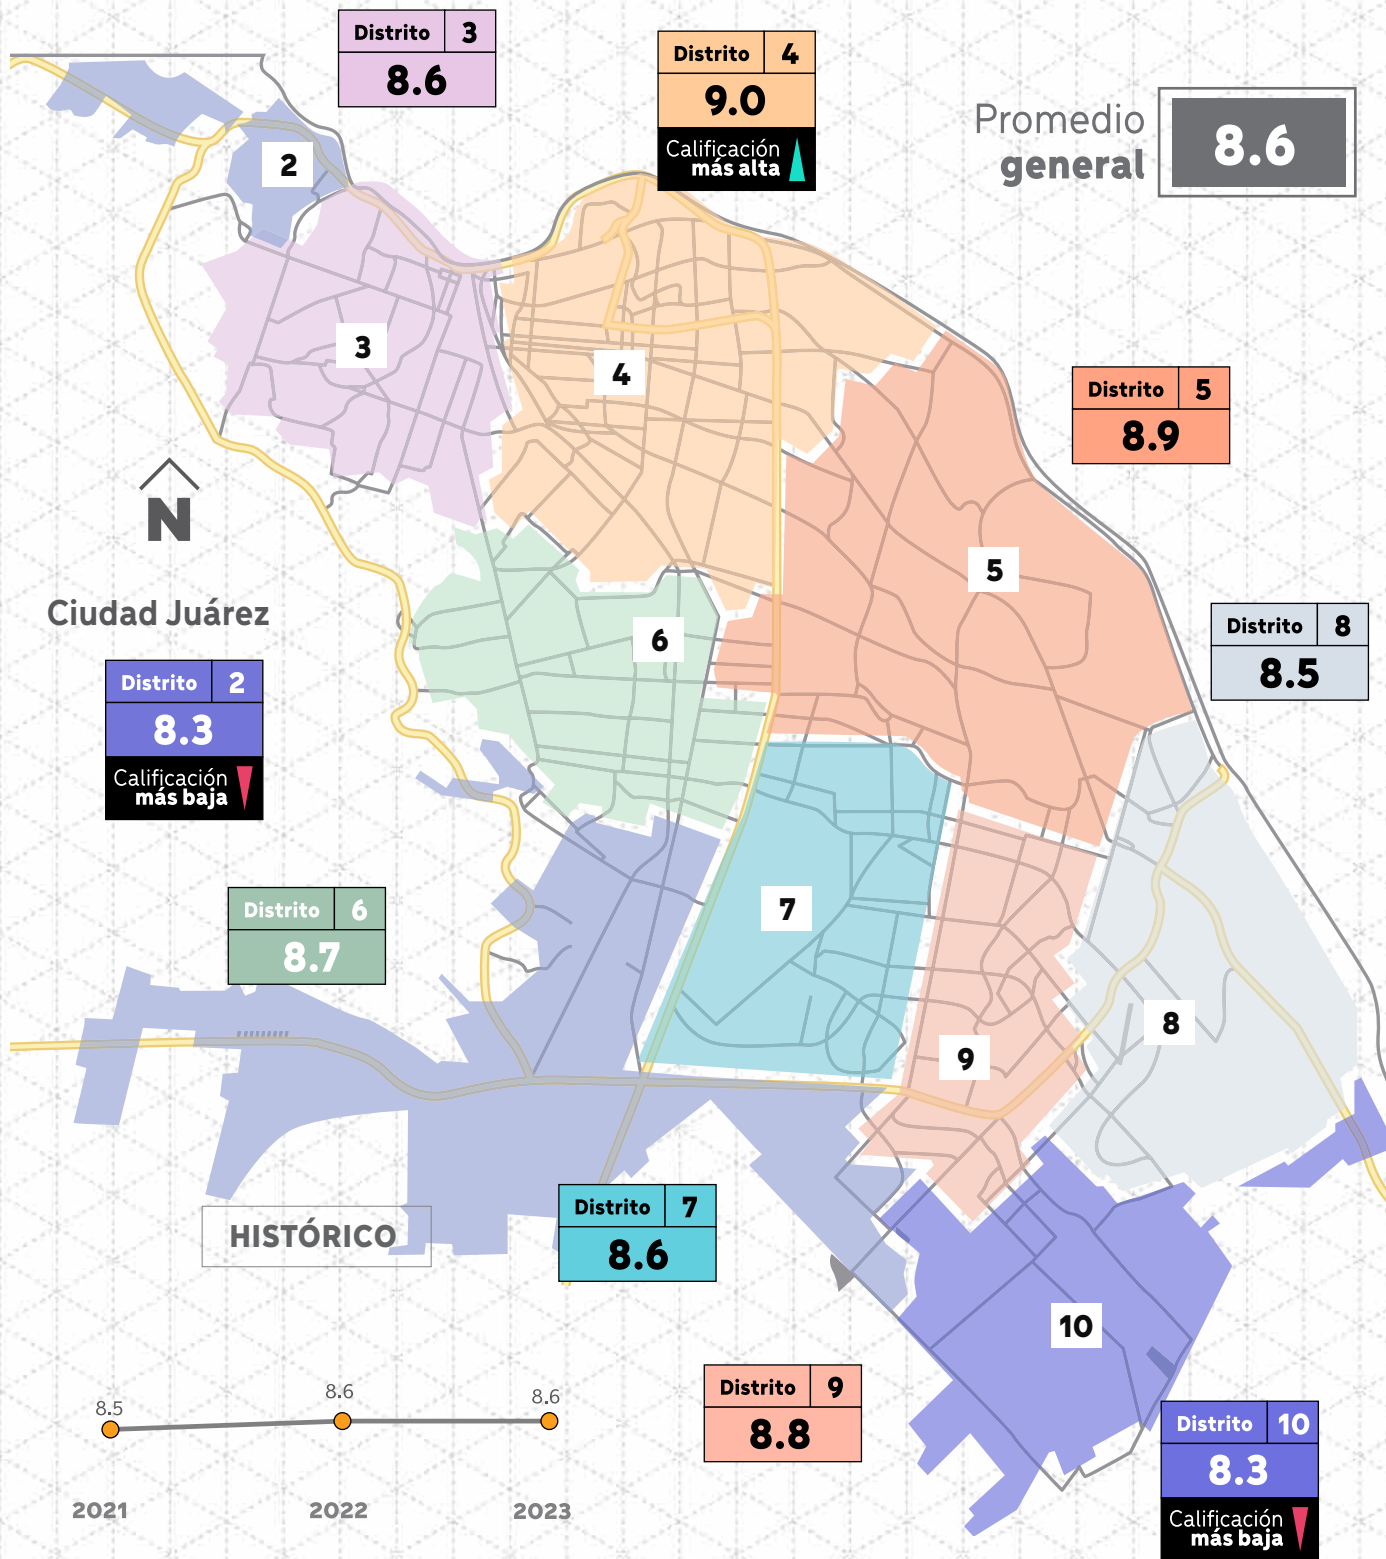 Distrito 3
8.6
Distrito 4
9.0
Calificación
más alta
Promedio
general
8.6
2
3
4
Distrito 5
8.9
N
5
Ciudad Juárez
6
Distrito 8
8.5
Distrito 2
8.3
Calificación
más baja
Distrito 6
8.7
7
8
9
Distrito 7
8.6
HISTÓRICO
10
Distrito 9
8.8
8.5
8.6
8.6
2021
2022
2023
Distrito 10
8.3
Calificación
más baja